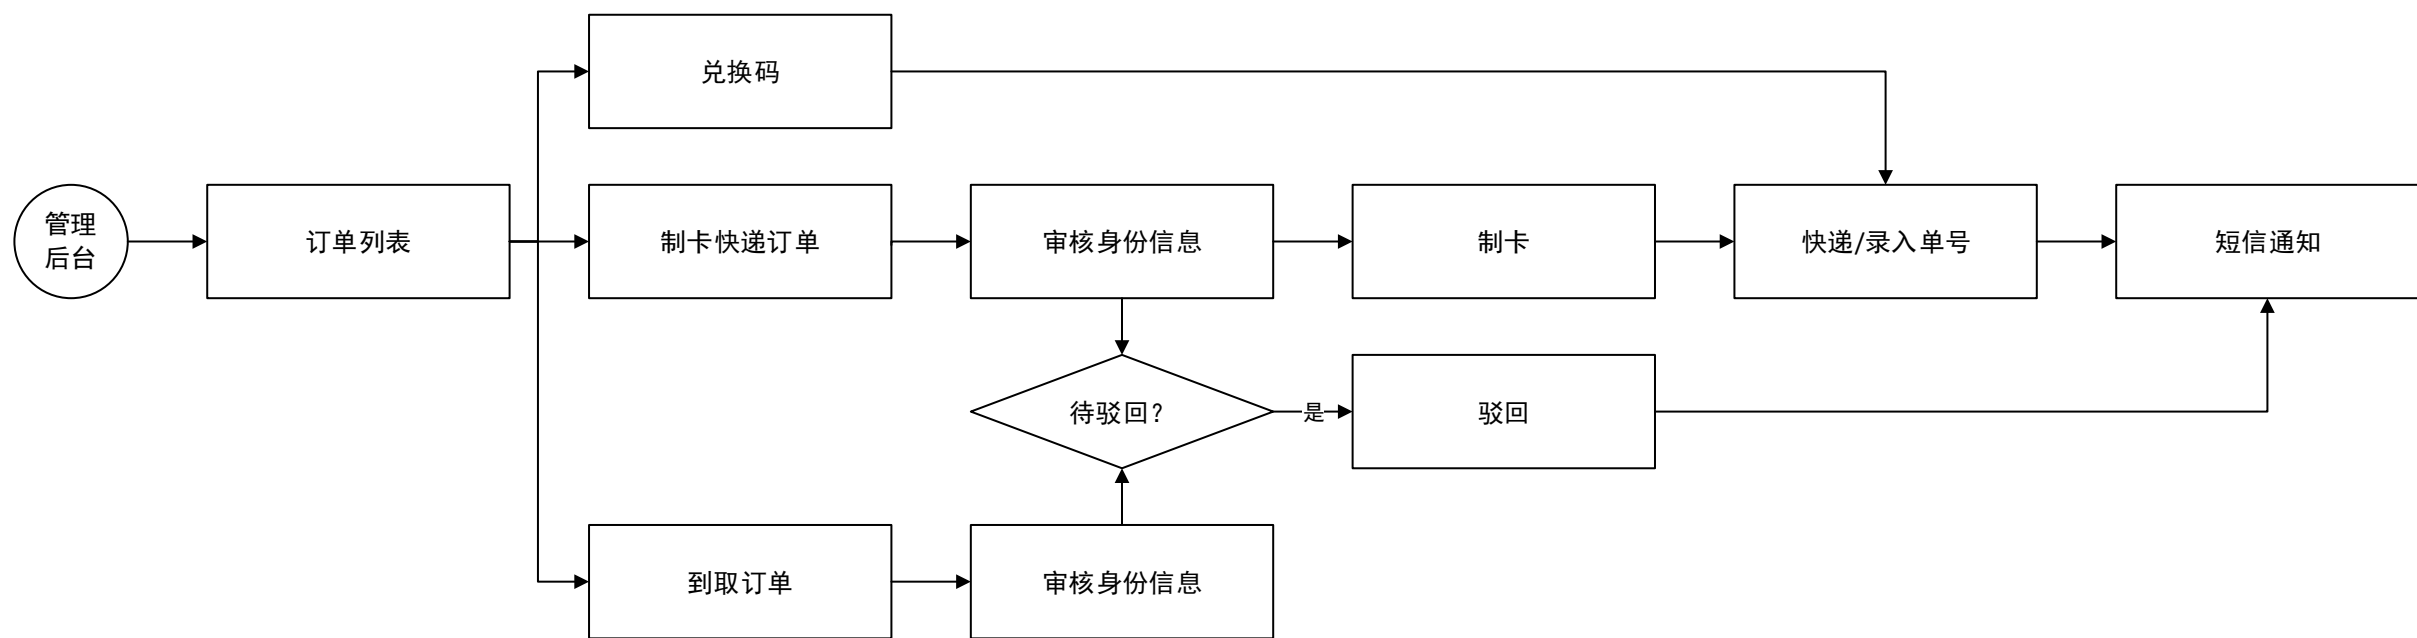 兑换码
管理
后台
订单列表
制卡快递订单
审核身份信息
制卡
快递/录入单号
短信通知
待驳回?
是
驳回
到取订单
审核身份信息